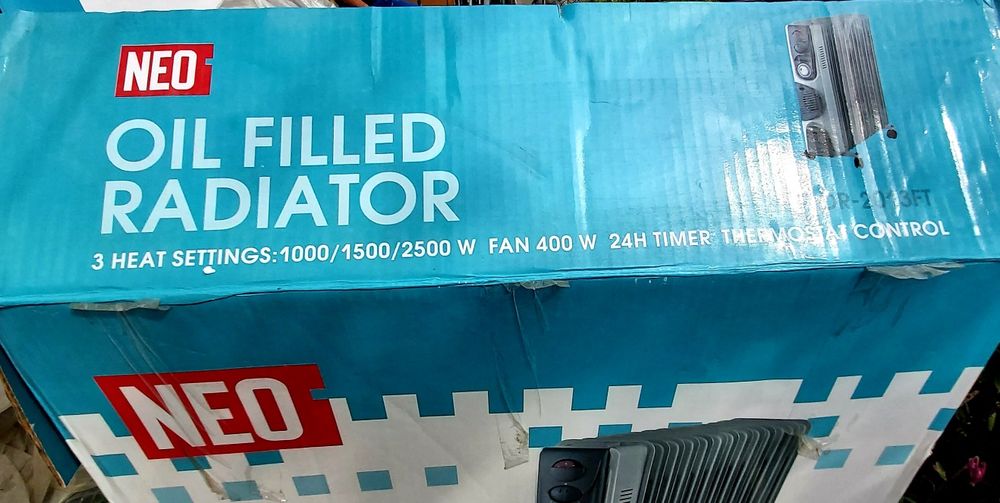 NEO
OIL FILLED
RADIATOR
3 HEAT SETTINGS:1000/1500/2500 W FAN 400 W 24H TIMER THERMOSTAT CONTROL
NEO